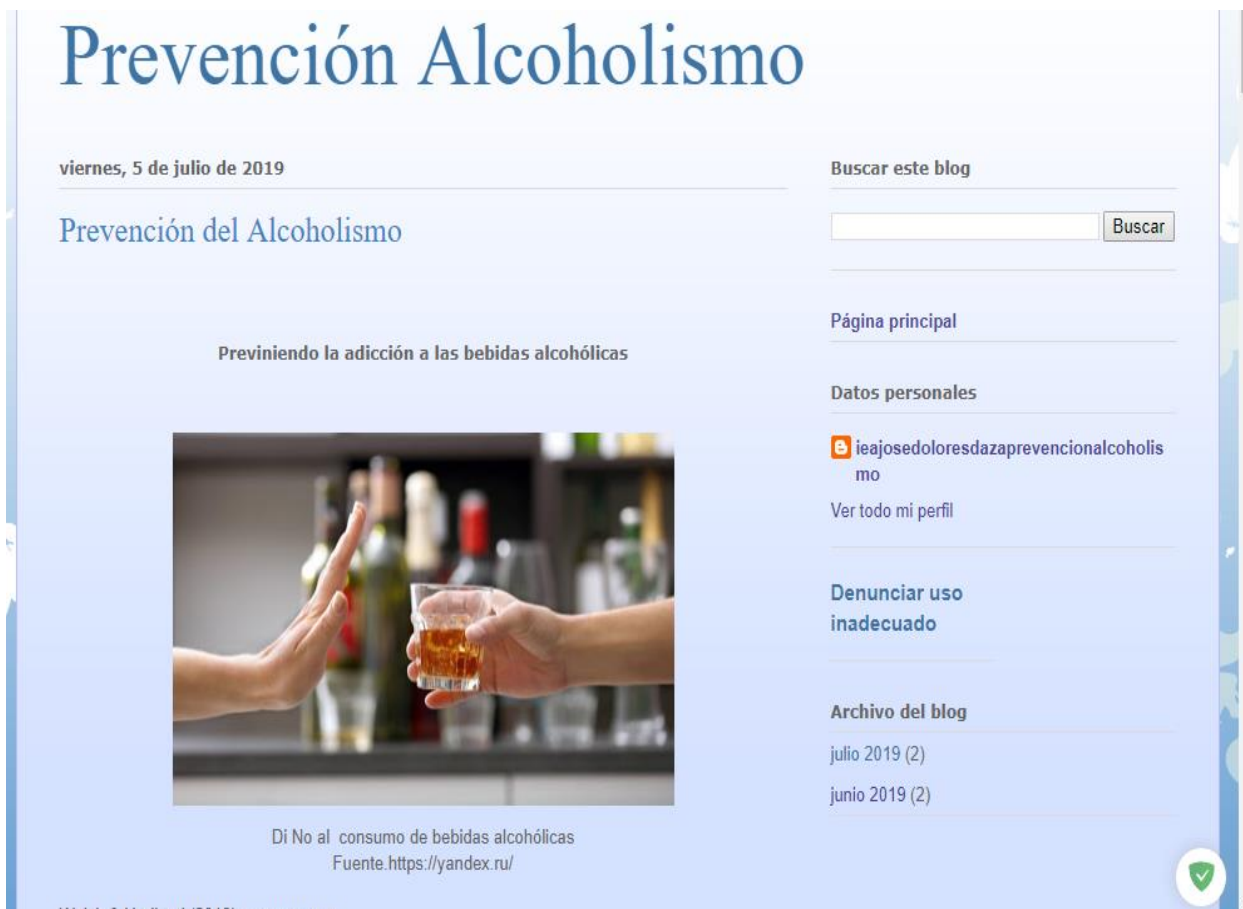 Prevención Alcoholismo
viernes, 5 de julio de 2019
Prevención del Alcoholismo
Previniendo la adicción a las bebidas alcohólicas
Di No al consumo de bebidas alcohólicas
Fuente.https://yandex.ru/
Buscar este blog
Buscar
Página principal
Datos personales
ieajosedoloresdazaprevencionalcoholis
mo
Ver todo mi perfil
Denunciar uso
inadecuado
Archivo del blog
julio 2019 (2)
junio 2019 (2)